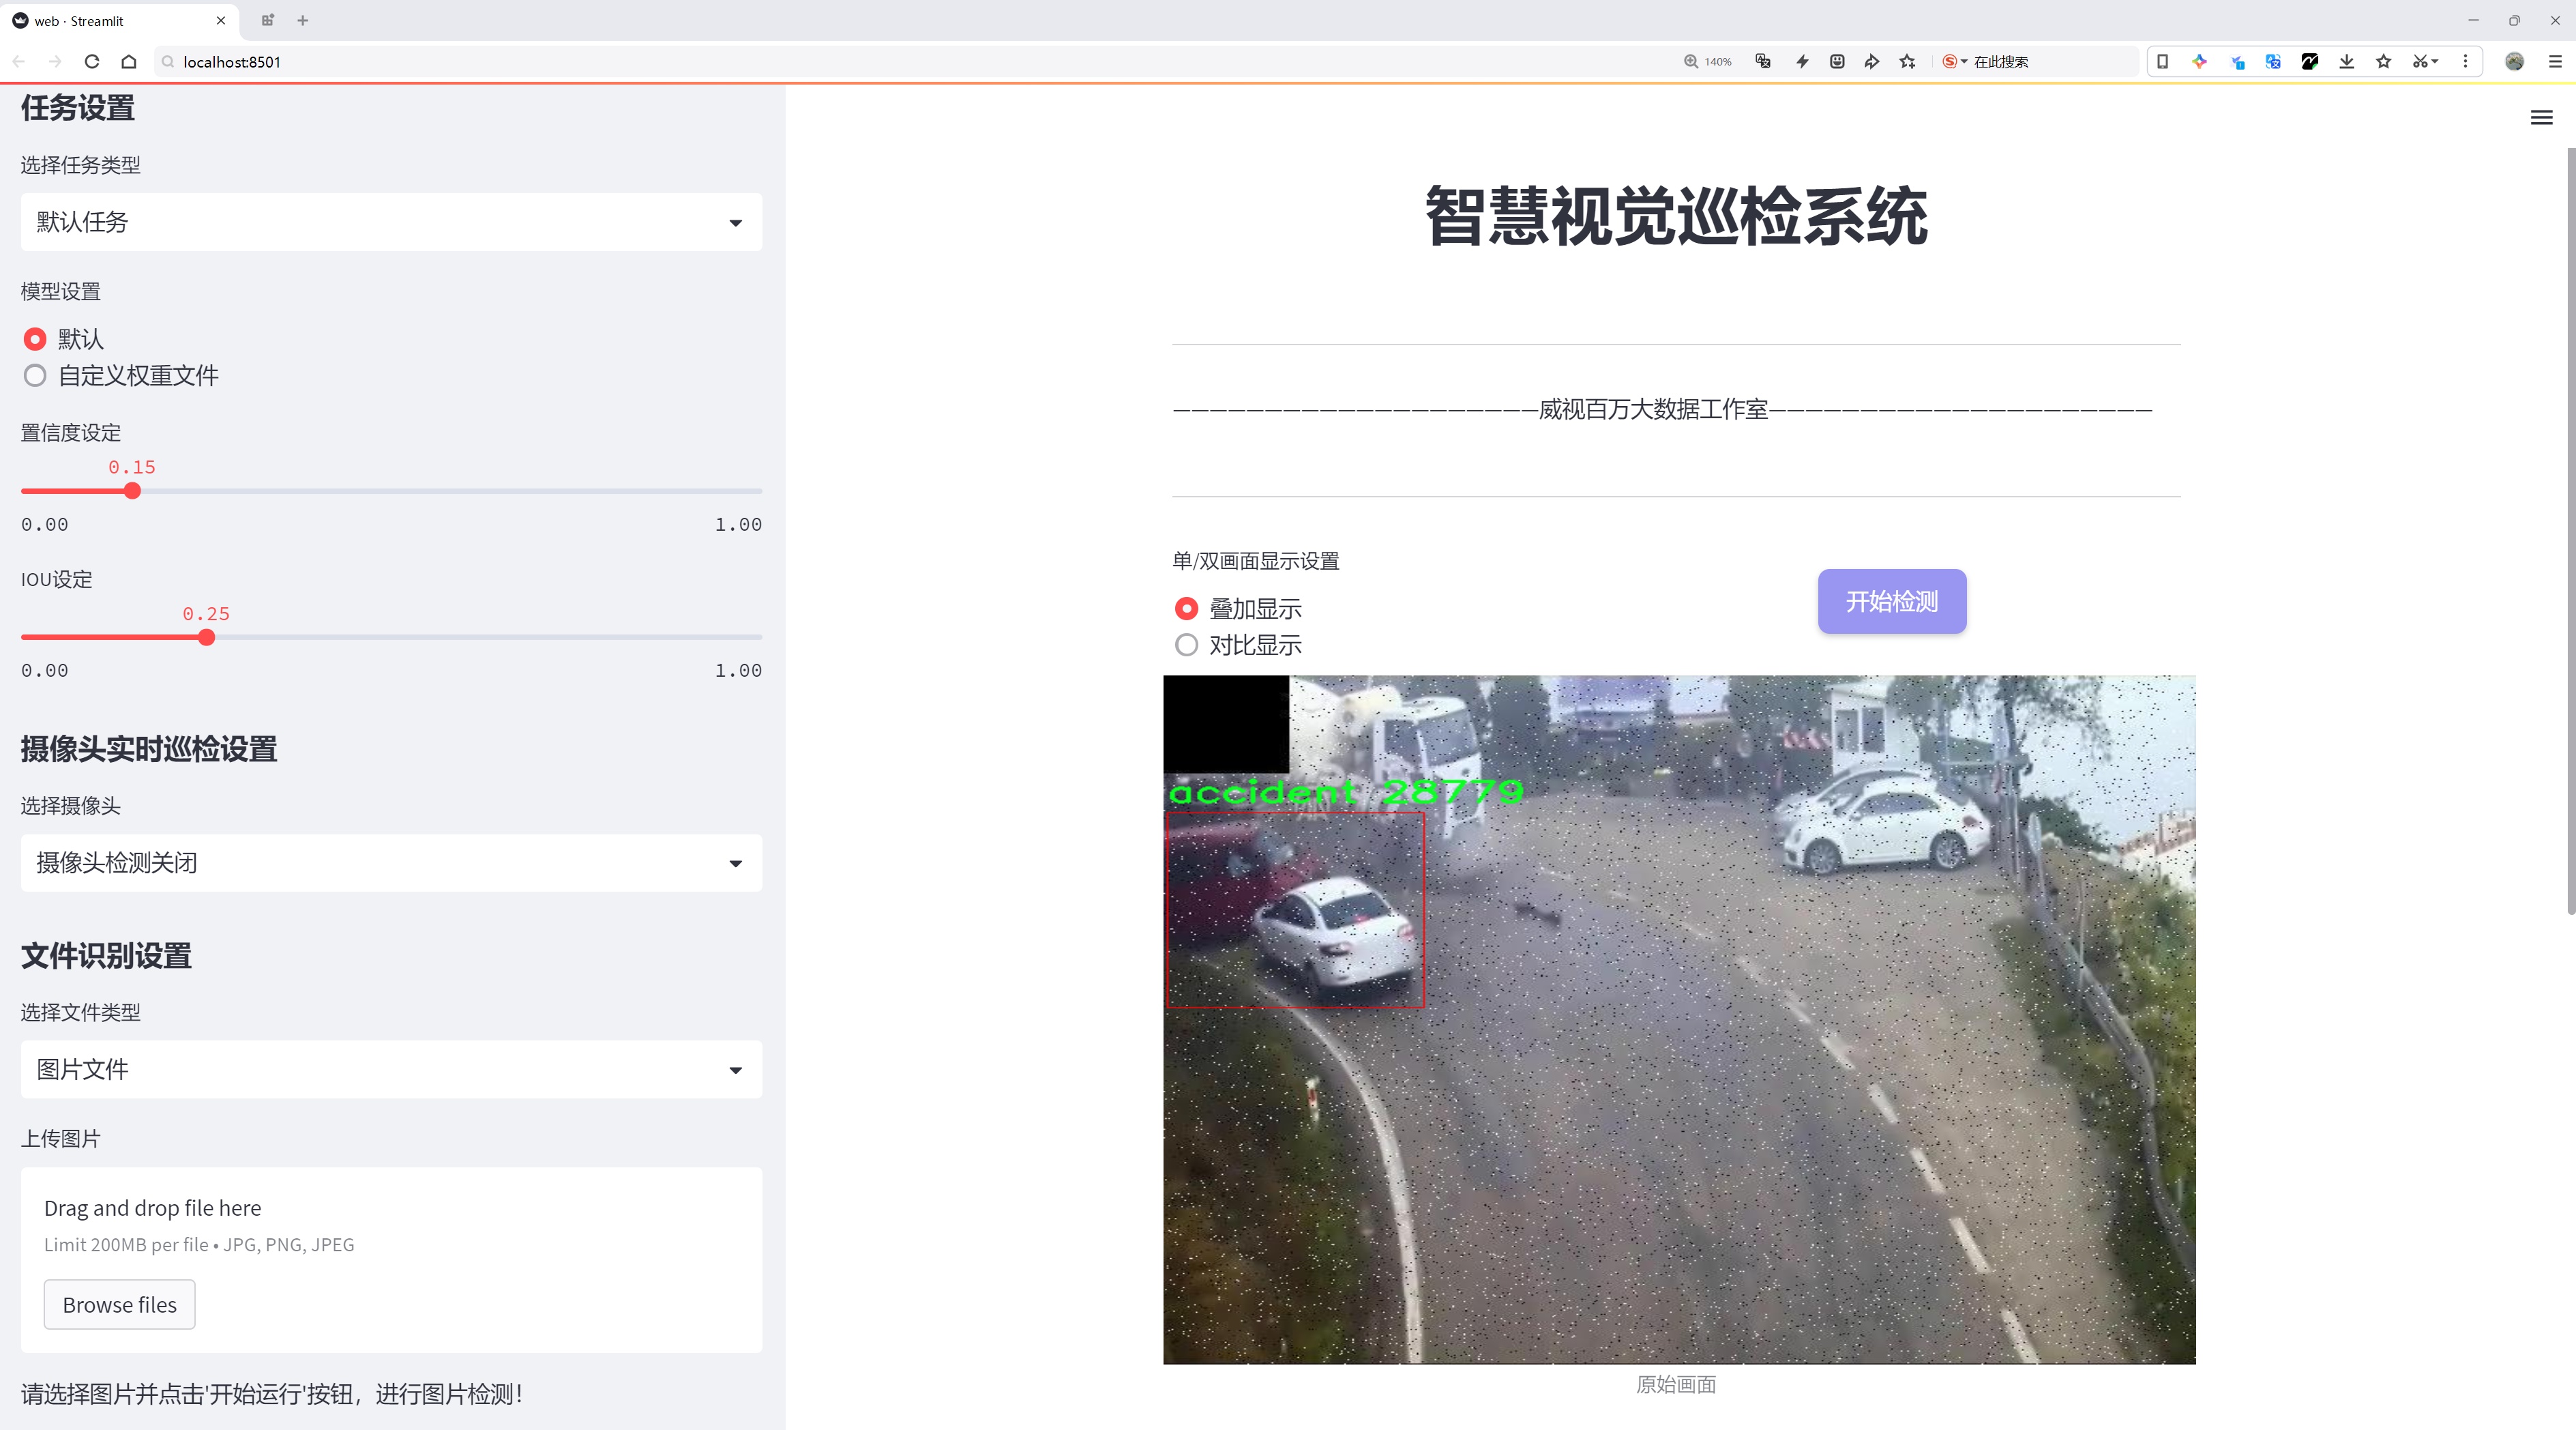 web · Streamlit
localhost:8501
140%
在此搜索
任务设置
选择任务类型
默认任务
模型设置
默认
自定义权重文件
置信度设定
0.15
0.00
1.00
IOU设定
0.25
0.00
1.00
摄像头实时巡检设置
选择摄像头
摄像头检测关闭
文件识别设置
选择文件类型
图片文件
上传图片
Drag and drop file here
Limit 200MB per file • JPG, PNG, JPEG
Browse files
请选择图片并点击'开始运行'按钮，进行图片检测！
智慧视觉巡检系统
————————————————————威视百万大数据工作室—————————————————————
单/双画面显示设置
叠加显示
对比显示
开始检测
accident 28779
原始画面